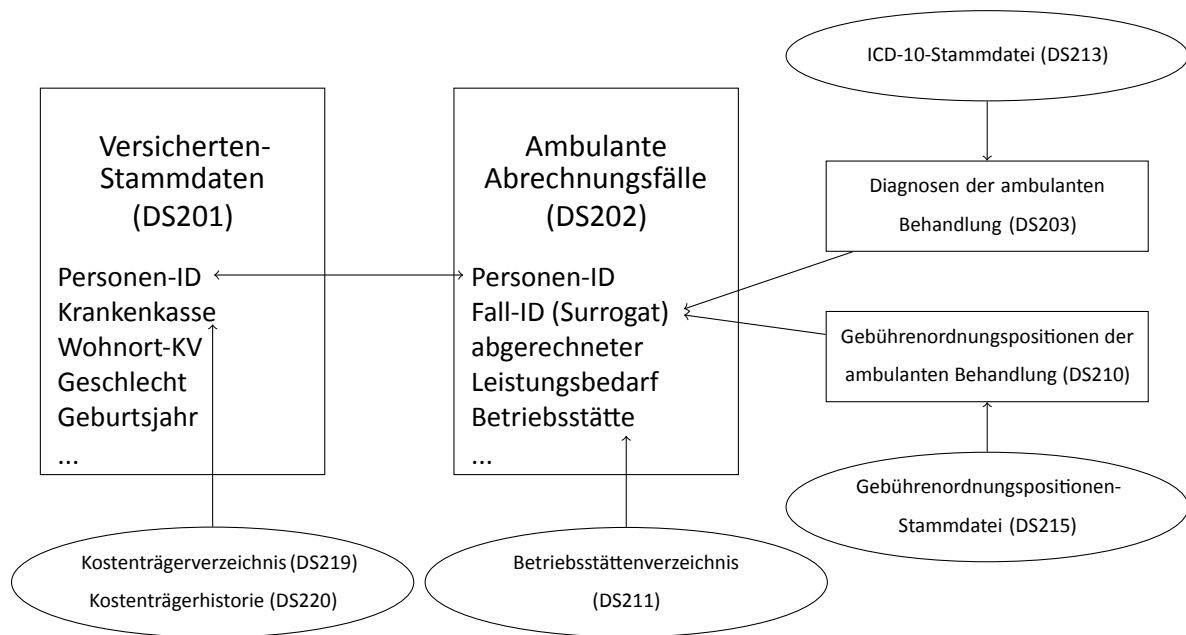 ICD-10-Stammdatei (DS213)
Versicherten-
Stammdaten
(DS201)
Personen-ID
Krankenkasse
Wohnort-KV
Geschlecht
Geburtsjahr
...
Ambulante
Abrechnungsfälle
(DS202)
Personen-ID
Fall-ID (Surrogat)
abgerechneter
Leistungsbedarf
Betriebsstätte
...
Diagnosen der ambulanten
Behandlung (DS203)
Gebührenordnungspositionen der
ambulanten Behandlung (DS210)
Gebührenordnungspositionen-
Stammdatei (DS215)
Kostenträgerverzeichnis (DS219)
Kostenträgerhistorie (DS220)
Betriebsstättenverzeichnis
(DS211)